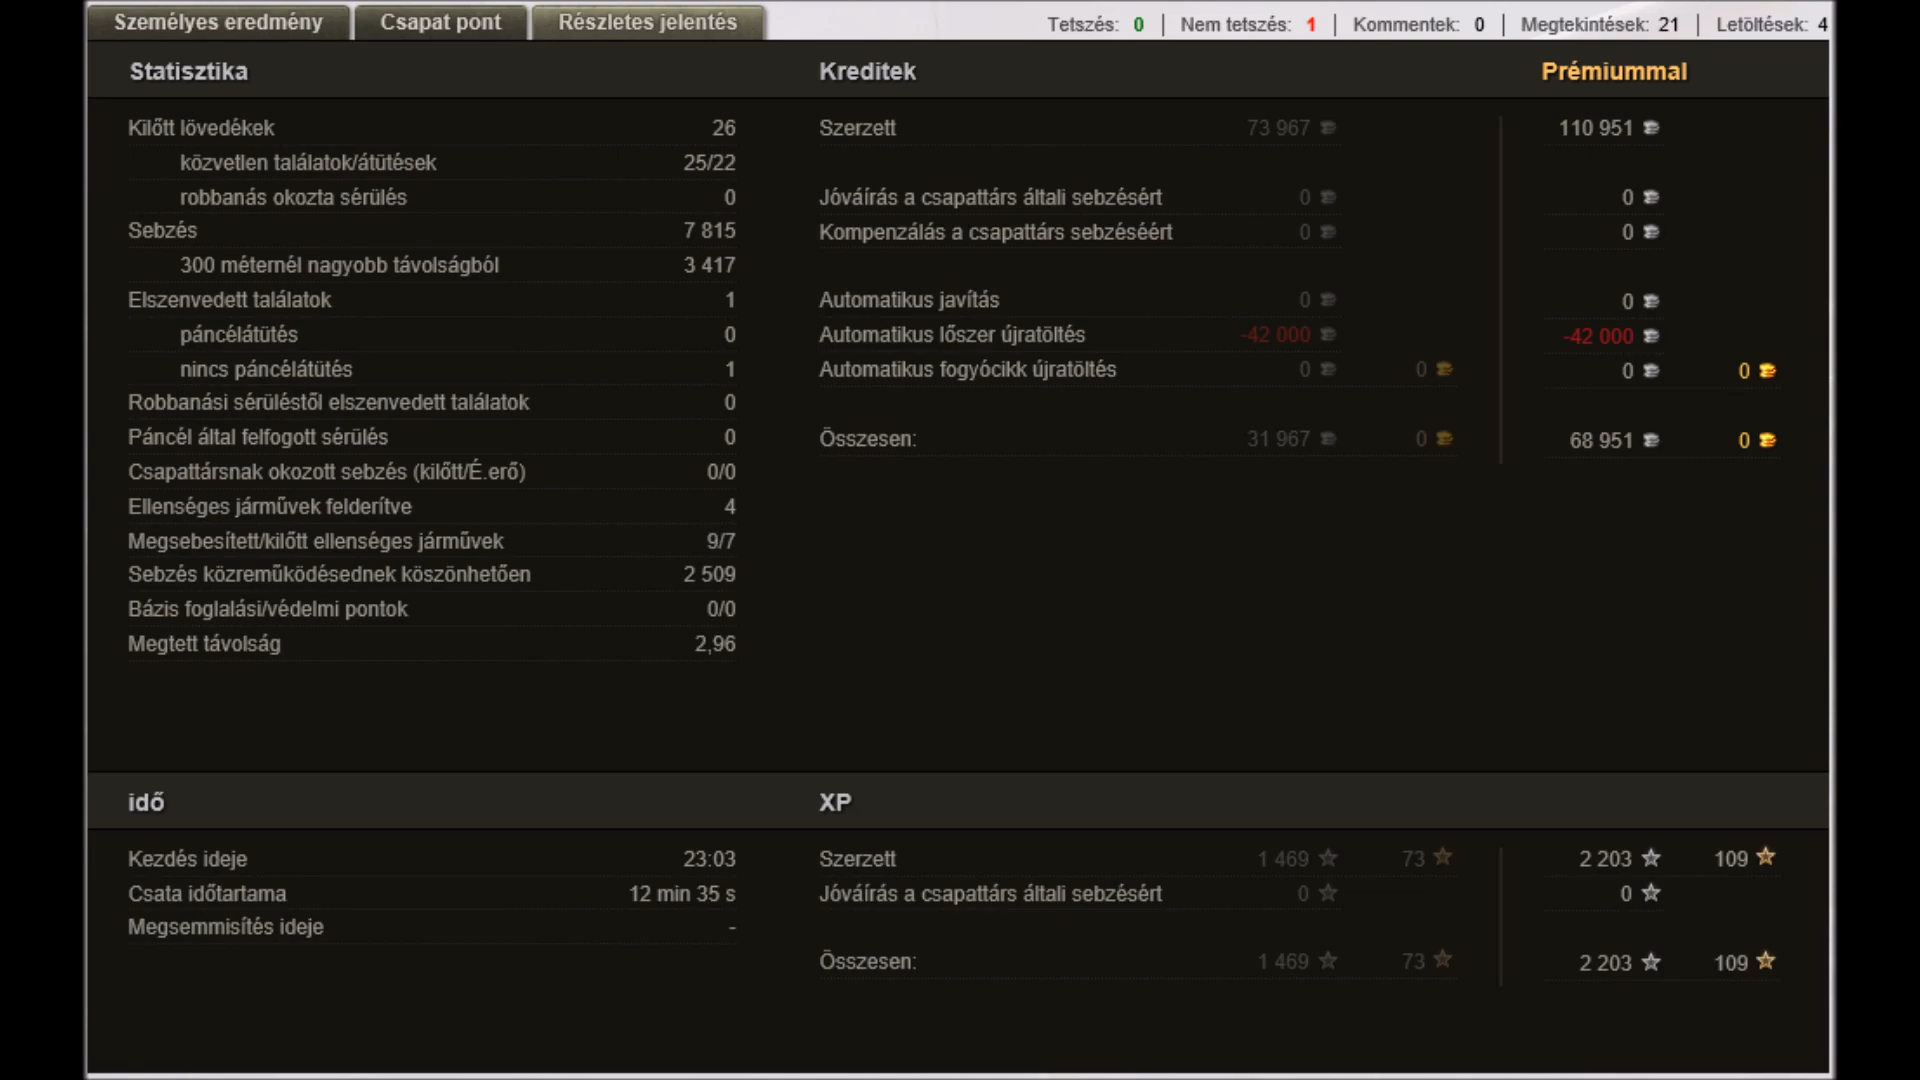 Személyes eredmény Csapat pont Részletes jelentés Tetszés: 0 | Nem tetszés: 1 | Kommentek: 0 | Megtekintések: 21 | Letöltések: 4
Statisztika Kreditek Prémiummal
Kilőtt lövedékek 26 Szerzett 73 967 110 951
közvetlen találatok/átütések 25/22
robbanás okozta sérülés 0 Jóváírás a csapattárs általi sebzésért 0 0
Sebzés 7 815 Kompenzálás a csapattárs sebzéséért 0 0
300 méternél nagyobb távolságból 3 417
Elszenvedett találatok 1 Automatikus javítás 0 0
páncélátütés 0 Automatikus lőszer újratöltés -42 000 -42 000
nincs páncélátütés 1 Automatikus fogyócikk újratöltés 0 0 0 0
Robbanási sérüléstől elszenvedett találatok 0
Páncél által felfogott sérülés 0 Összesen: 31 967 0 68 951 0
Csapattársnak okozott sebzés (kilőtt/É.erő) 0/0
Ellenséges járművek felderítve 4
Megsebesített/kilőtt ellenséges járművek 9/7
Sebzés közreműködésednek köszönhetően 2 509
Bázis foglalási/védelmi pontok 0/0
Megtett távolság 2,96
idő XP
Kezdés ideje 23:03 Szerzett 1 469 73 2 203 109
Csata időtartama 12 min 35 s Jóváírás a csapattárs általi sebzésért 0 0
Megsemmisítés ideje -
Összesen: 1 469 73 2 203 109